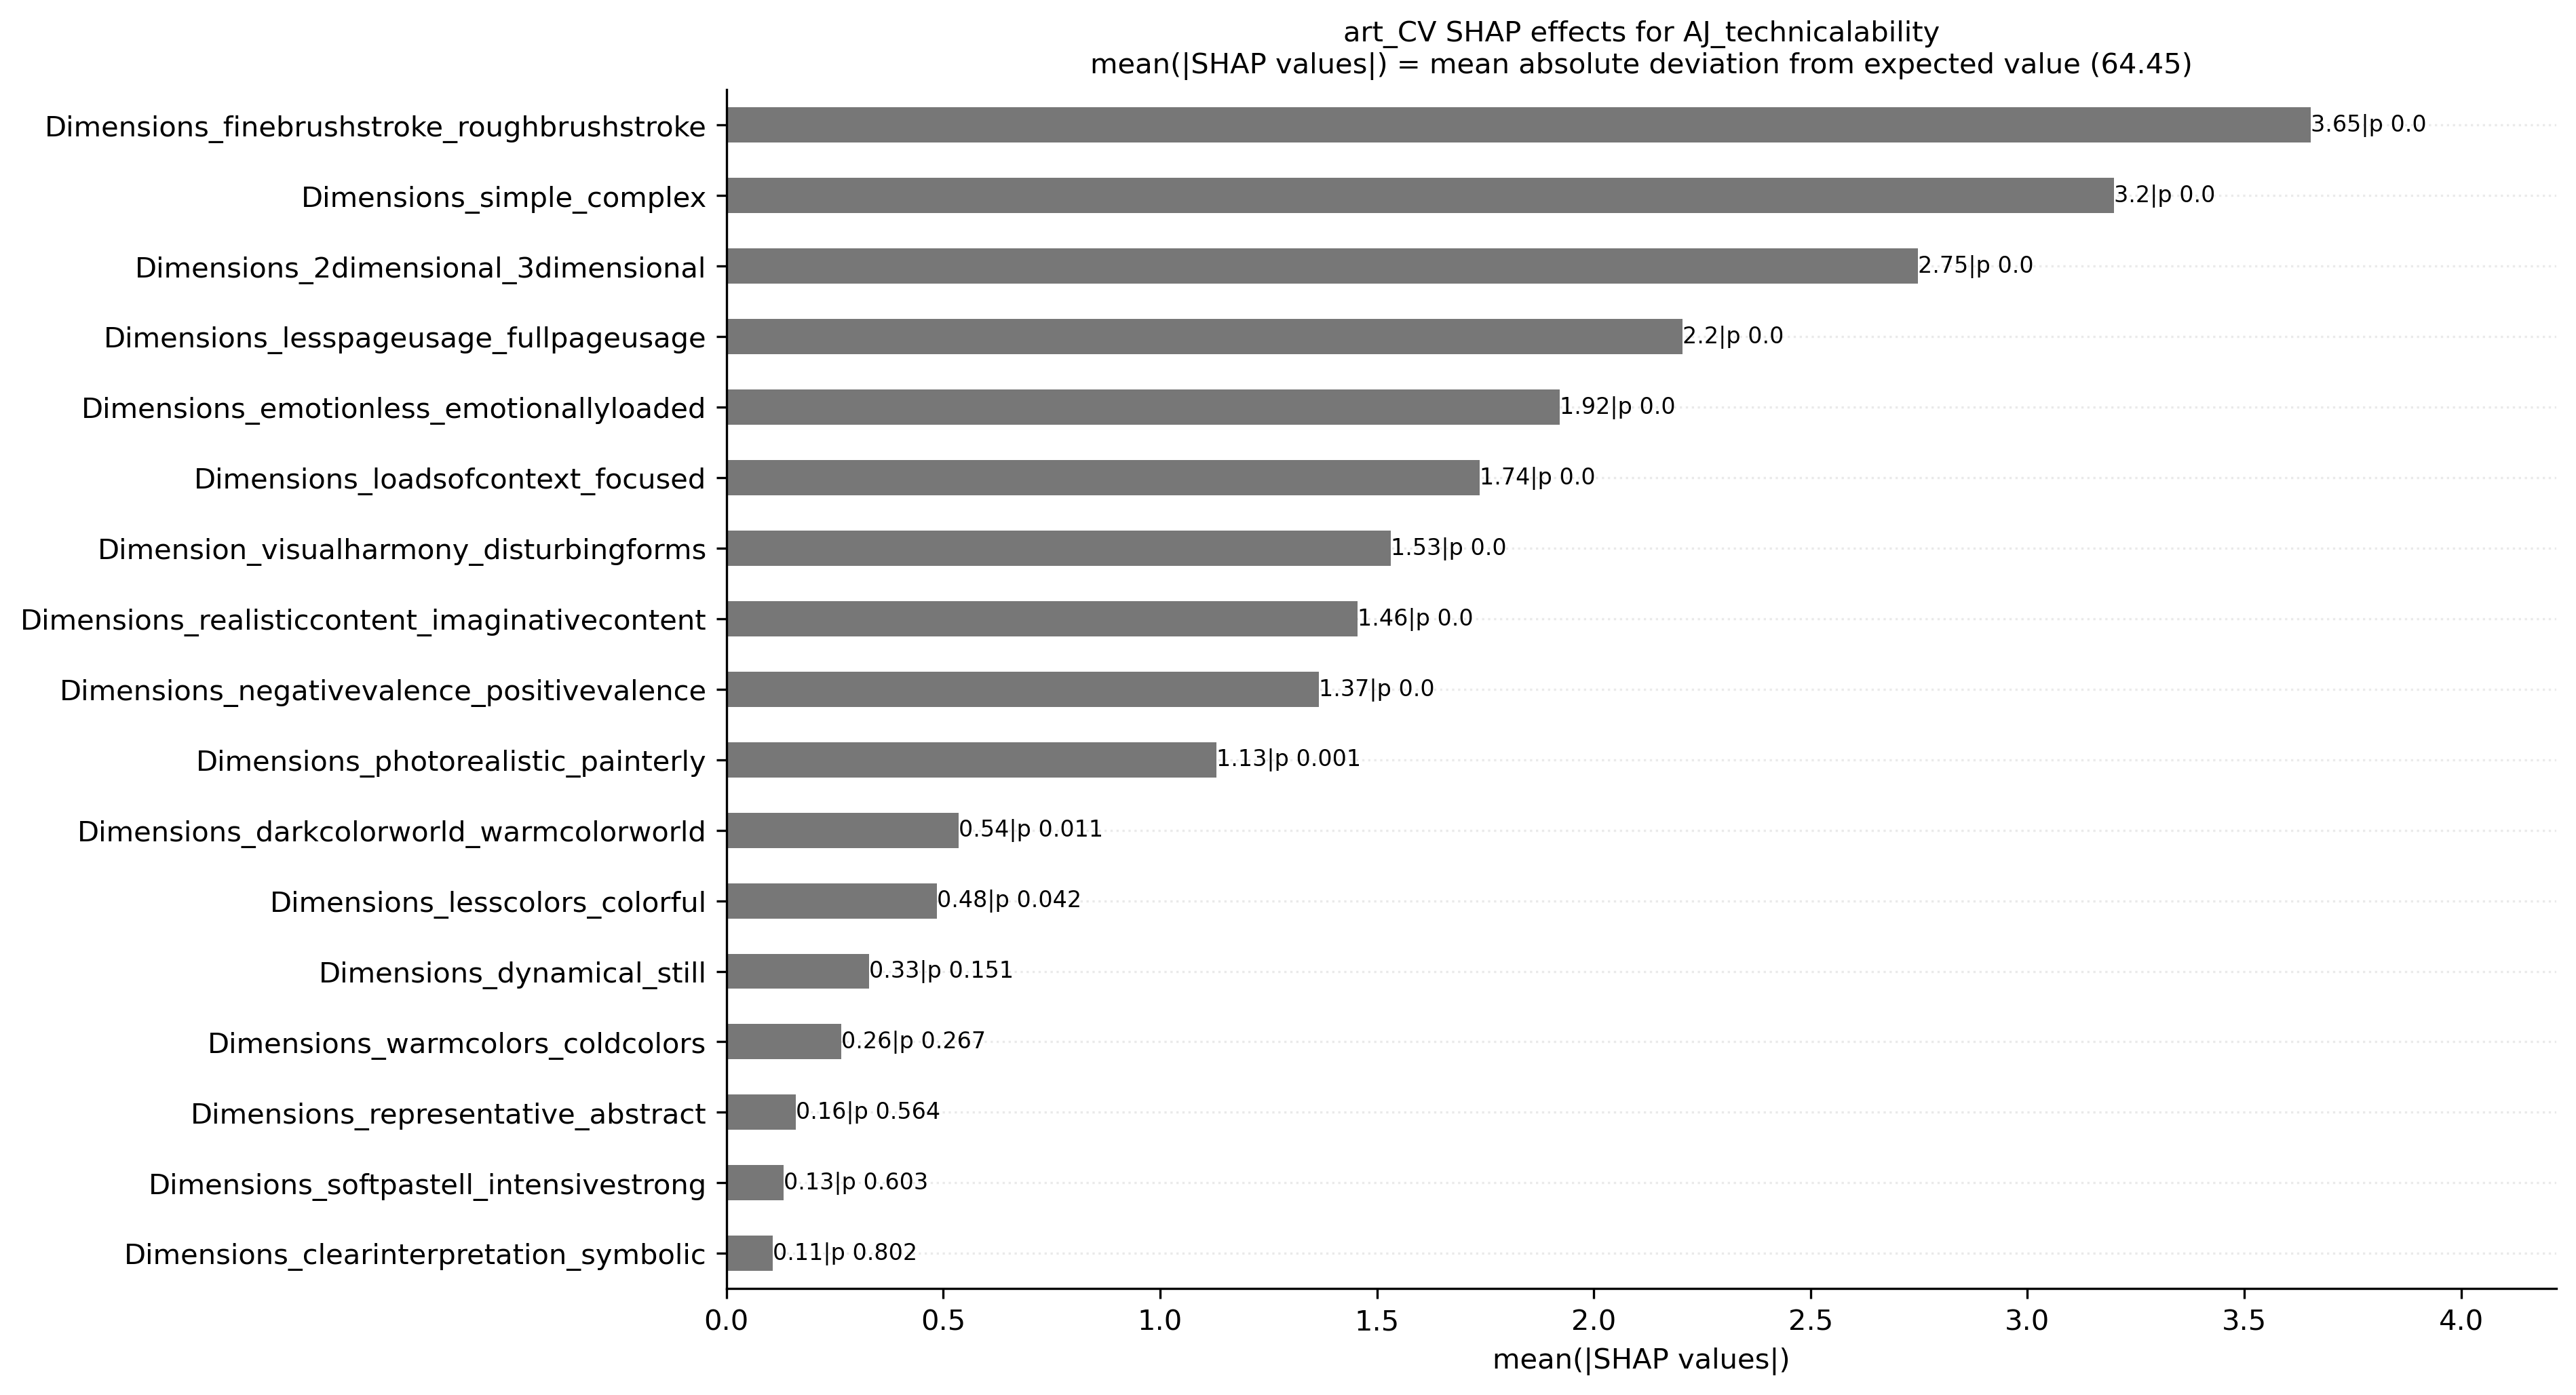 art_CV SHAP effects for AJ_technicalability
mean(|SHAP values|) = mean absolute deviation from expected value (64.45)
Dimensions_finebrushstroke_roughbrushstroke 3.65|p 0.0
Dimensions_simple_complex 3.2|p 0.0
Dimensions_2dimensional_3dimensional 2.75|p 0.0
Dimensions_lesspageusage_fullpageusage 2.2|p 0.0
Dimensions_emotionless_emotionallyloaded 1.92|p 0.0
Dimensions_loadsofcontext_focused 1.74|p 0.0
Dimension_visualharmony_disturbingforms 1.53|p 0.0
Dimensions_realisticcontent_imaginativecontent 1.46|p 0.0
Dimensions_negativevalence_positivevalence 1.37|p 0.0
Dimensions_photorealistic_painterly 1.13|p 0.001
Dimensions_darkcolorworld_warmcolorworld 0.54|p 0.011
Dimensions_lesscolors_colorful 0.48|p 0.042
Dimensions_dynamical_still 0.33|p 0.151
Dimensions_warmcolors_coldcolors 0.26|p 0.267
Dimensions_representative_abstract 0.16|p 0.564
Dimensions_softpastell_intensivestrong 0.13|p 0.603
Dimensions_clearinterpretation_symbolic 0.11|p 0.802
0.0 0.5 1.0 1.5 2.0 2.5 3.0 3.5 4.0
mean(|SHAP values|)